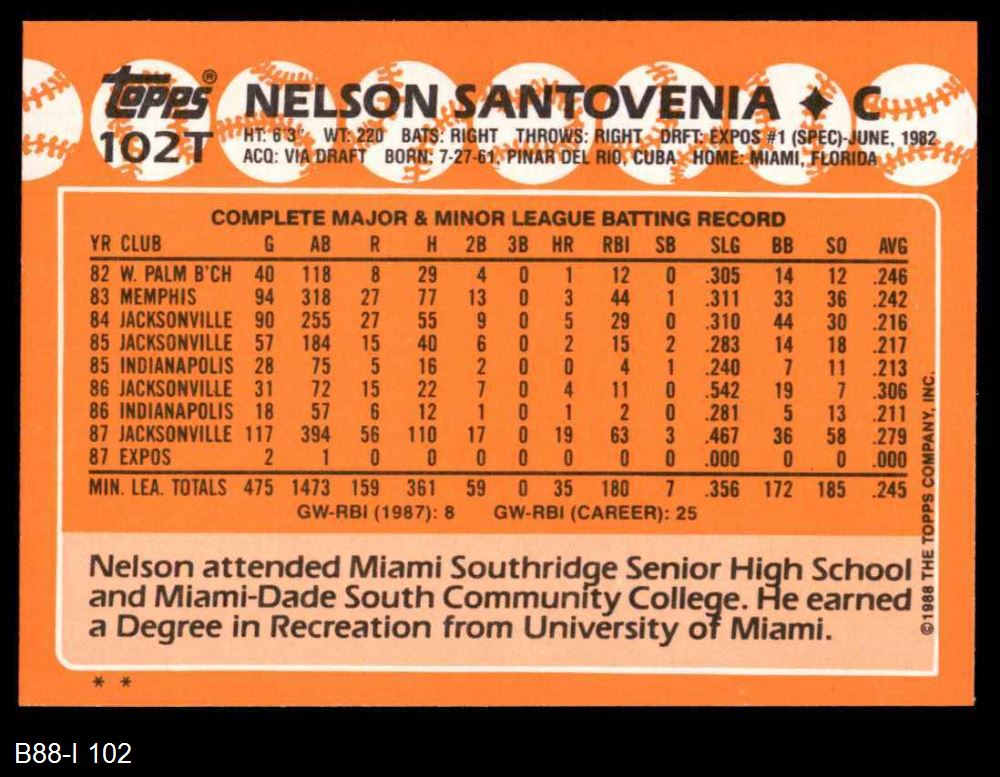 topps® NELSON SANTOVENIA ✦ C
102T HT: 6'3" WT: 220 BATS: RIGHT THROWS: RIGHT DRFT: EXPOS #1 (SPEC)-JUNE, 1982
ACQ: VIA DRAFT BORN: 7-27-61, PINAR DEL RIO, CUBA HOME: MIAMI, FLORIDA
COMPLETE MAJOR & MINOR LEAGUE BATTING RECORD
YR CLUB G AB R H 2B 3B HR RBI SB SLG BB SO AVG
82 W. PALM B'CH 40 118 8 29 4 0 1 12 0 .305 14 12 .246
83 MEMPHIS 94 318 27 77 13 0 3 44 1 .311 33 36 .242
84 JACKSONVILLE 90 255 27 55 9 0 5 29 0 .310 44 30 .216
85 JACKSONVILLE 57 184 15 40 6 0 2 15 2 .283 14 18 .217
85 INDIANAPOLIS 28 75 5 16 2 0 0 4 1 .240 7 11 .213
86 JACKSONVILLE 31 72 15 22 7 0 4 11 0 .542 19 7 .306
86 INDIANAPOLIS 18 57 6 12 1 0 1 2 0 .281 5 13 .211
87 JACKSONVILLE 117 394 56 110 17 0 19 63 3 .467 36 58 .279
87 EXPOS 2 1 0 0 0 0 0 0 0 .000 0 0 .000
MIN. LEA. TOTALS 475 1473 159 361 59 0 35 180 7 .356 172 185 .245
GW-RBI (1987): 8 GW-RBI (CAREER): 25
Nelson attended Miami Southridge Senior High School
and Miami-Dade South Community College. He earned
a Degree in Recreation from University of Miami.
©1988 THE TOPPS COMPANY, INC.
* *
B88-I 102